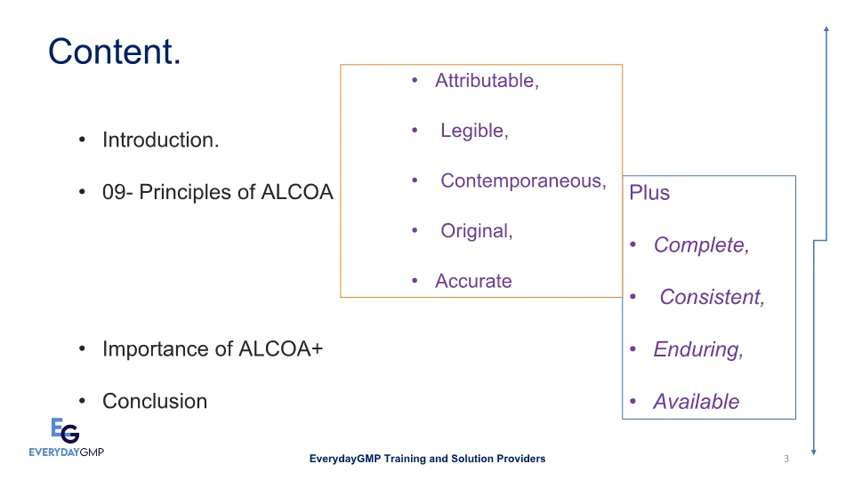 Content.
• Introduction.
• 09- Principles of ALCOA
• Attributable,
• Legible,
• Contemporaneous,
• Original,
• Accurate
Plus
• Complete,
• Consistent,
• Enduring,
• Available
• Importance of ALCOA+
• Conclusion
EG
EVERYDAYGMP
EverydayGMP Training and Solution Providers
3